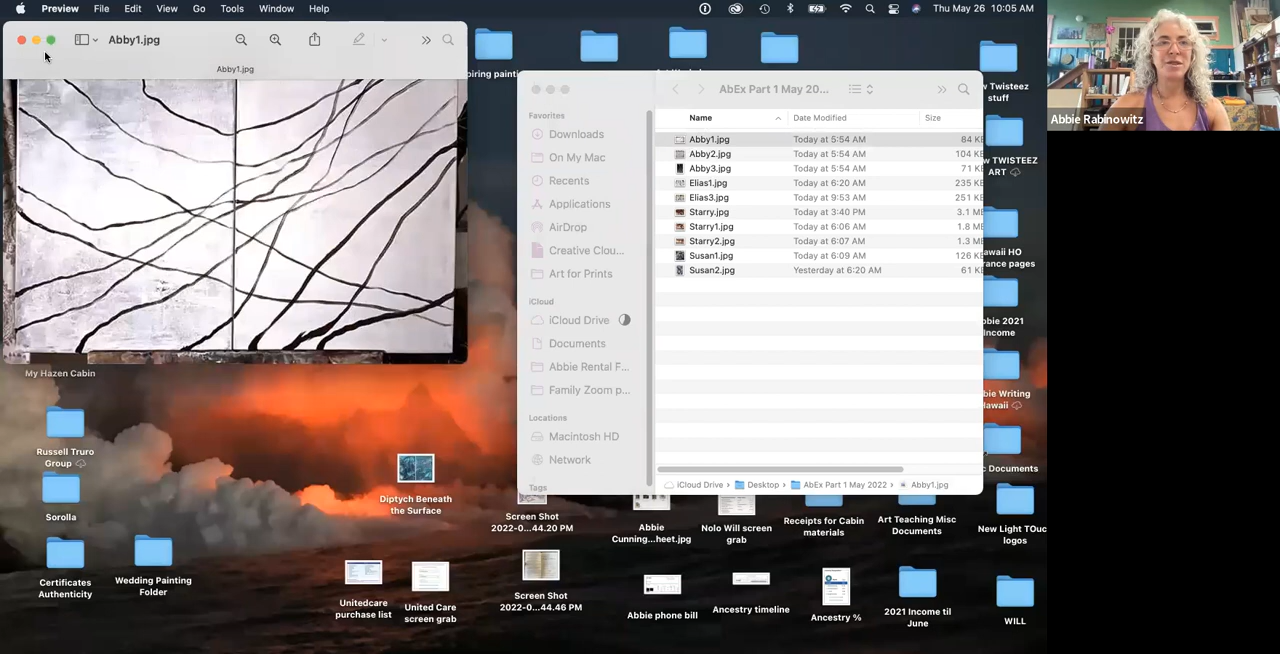 Preview File Edit View Go Tools Window Help
Thu May 26 10:05 AM
Abby1.jpg
Abby1.jpg
AbEx Part 1 May 20...
Favorites
Downloads
On My Mac
Recents
Applications
AirDrop
Creative Clou...
Art for Prints
iCloud
iCloud Drive
Documents
Abbie Rental F...
Family Zoom p...
Locations
Macintosh HD
Network
Tags
Name Date Modified Size
Abby1.jpg Today at 5:54 AM 84 KB
Abby2.jpg Today at 5:54 AM 104 KB
Abby3.jpg Today at 5:54 AM 71 KB
Elias1.jpg Today at 6:20 AM 235 KB
Elias3.jpg Today at 9:53 AM 251 KB
Starry.jpg Today at 3:40 PM 3.1 MB
Starry1.jpg Today at 6:06 AM 1.8 MB
Starry2.jpg Today at 6:07 AM 1.3 MB
Susan1.jpg Today at 6:09 AM 126 KB
Susan2.jpg Yesterday at 6:20 AM 61 KB
iCloud Drive › Desktop › AbEx Part 1 May 2022 › Abby1.jpg
Abbie Rabinowitz
w Twisteez
stuff
w TWISTEEZ
ART
awaii HO
rance pages
bbie 2021
Income
bbie Writing
Hawaii
c Documents
My Hazen Cabin
Russell Truro
Group
Sorolla
Certificates
Authenticity
Wedding Painting
Folder
Diptych Beneath
the Surface
Unitedcare
purchase list
United Care
screen grab
Screen Shot
2022-0...44.20 PM
Screen Shot
2022-0...44.46 PM
Abbie
Cunning...heet.jpg
Nolo Will screen
grab
Receipts for Cabin
materials
Art Teaching Misc
Documents
New Light TOuc
logos
Abbie phone bill
Ancestry timeline
Ancestry %
2021 Income til
June
WILL